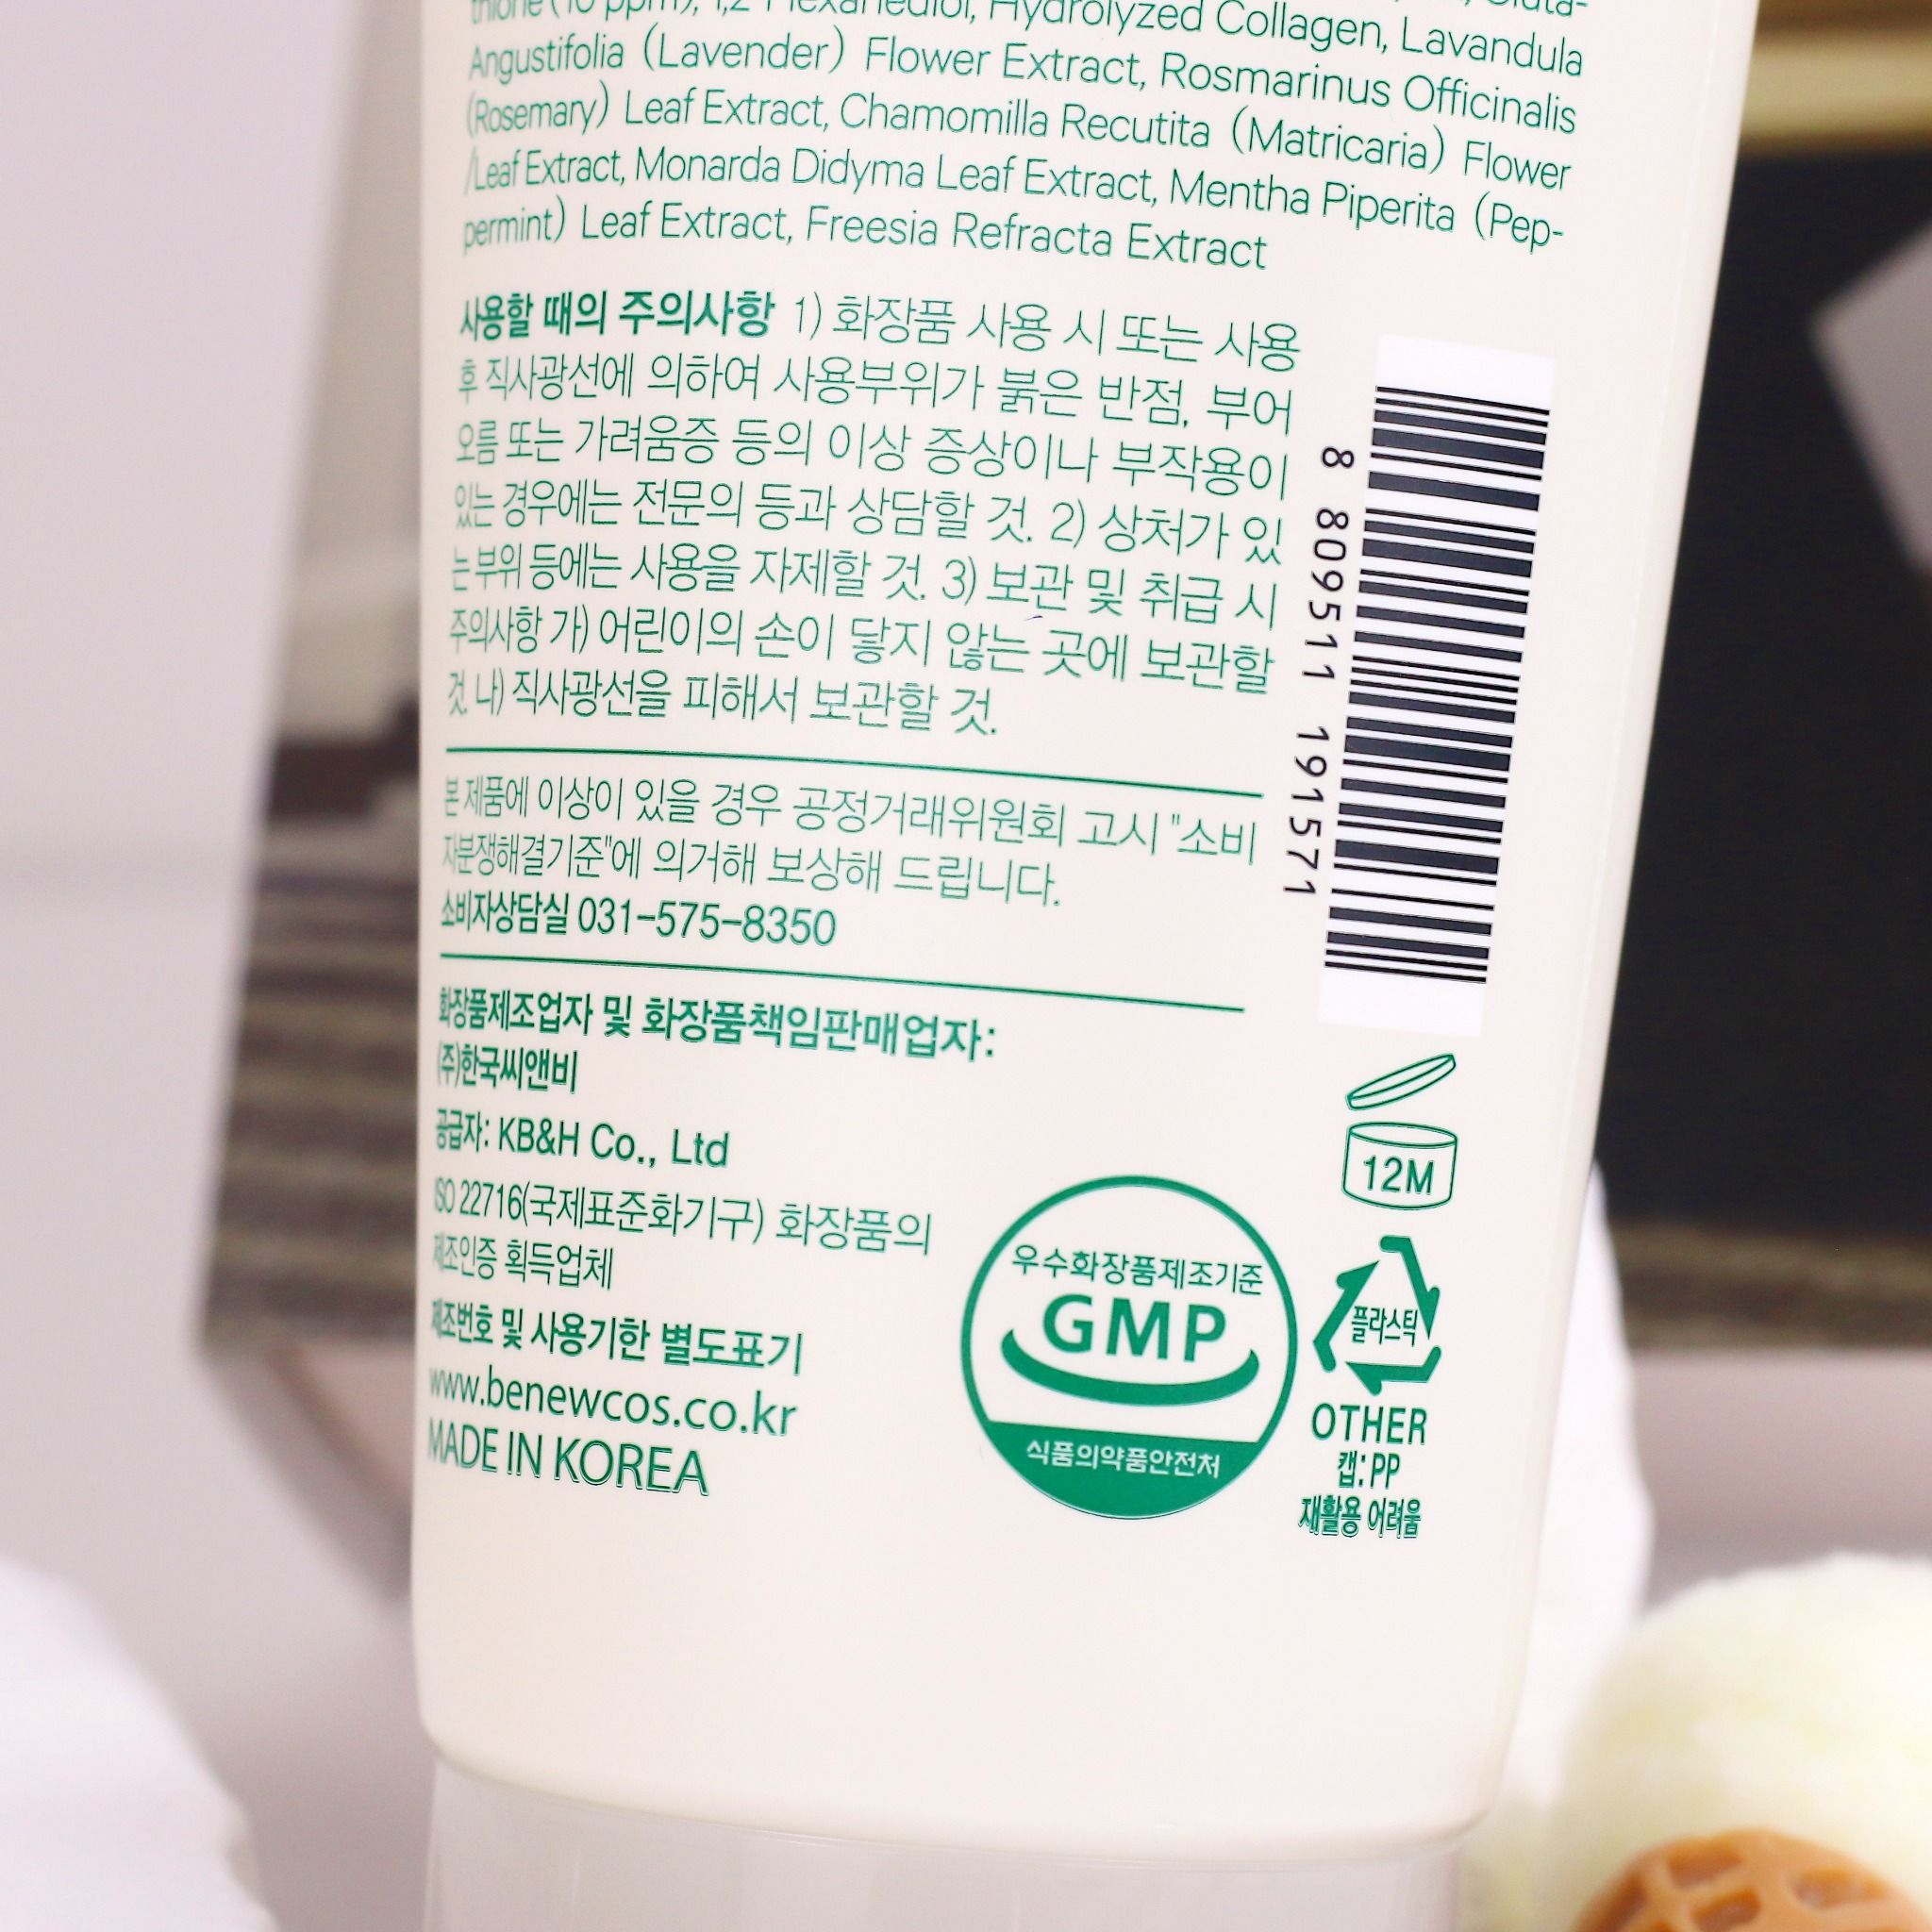 thione (10 ppm), 1,2-Hexanediol, Hydrolyzed Collagen, Lavandula
Angustifolia (Lavender) Flower Extract, Rosmarinus Officinalis
(Rosemary) Leaf Extract, Chamomilla Recutita (Matricaria) Flower
/Leaf Extract, Monarda Didyma Leaf Extract, Mentha Piperita (Pep-
permint) Leaf Extract, Freesia Refracta Extract
사용할 때의 주의사항 1) 화장품 사용 시 또는 사용
후 직사광선에 의하여 사용부위가 붉은 반점, 부어
오름 또는 가려움증 등의 이상 증상이나 부작용이
있는 경우에는 전문의 등과 상담할 것. 2) 상처가 있
는 부위 등에는 사용을 자제할 것. 3) 보관 및 취급 시
주의사항 가) 어린이의 손이 닿지 않는 곳에 보관할
것. 나) 직사광선을 피해서 보관할 것.
8 809511 191571
본 제품에 이상이 있을 경우 공정거래위원회 고시 "소비
자분쟁해결기준"에 의거해 보상해 드립니다.
소비자상담실 031-575-8350
화장품제조업자 및 화장품책임판매업자:
(주)한국씨앤비
공급자: KB&H Co., Ltd
ISO 22716(국제표준화기구) 화장품의
제조인증 획득업체
제조번호 및 사용기한 별도표기
www.benewcos.co.kr
MADE IN KOREA
우수화장품제조기준
GMP
식품의약품안전처
12M
플라스틱
OTHER
캡: PP
재활용 어려움